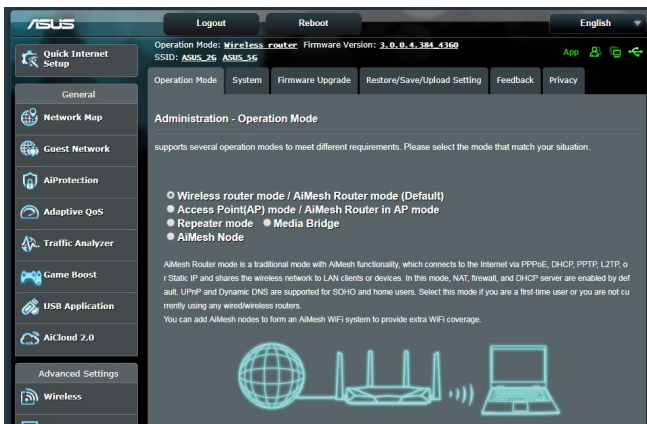 ASUS
Logout
Reboot
English
Quick Internet
Setup
Operation Mode: Wireless router Firmware Version: 3.0.0.4.384_4360
SSID: ASUS_2G ASUS_5G
App
Operation Mode System Firmware Upgrade Restore/Save/Upload Setting Feedback Privacy
General
Network Map
Guest Network
AiProtection
Adaptive QoS
Traffic Analyzer
Game Boost
USB Application
AiCloud 2.0
Advanced Settings
Wireless
Administration - Operation Mode
supports several operation modes to meet different requirements. Please select the mode that match your situation.
Wireless router mode / AiMesh Router mode (Default)
Access Point(AP) mode / AiMesh Router in AP mode
Repeater mode Media Bridge
AiMesh Node
AiMesh Router mode is a traditional mode with AiMesh functionality, which connects to the Internet via PPPoE, DHCP, PPTP, L2TP, o
r Static IP and shares the wireless network to LAN clients or devices. In this mode, NAT, firewall, and DHCP server are enabled by def
ault. UPnP and Dynamic DNS are supported for SOHO and home users. Select this mode if you are a first-time user or you are not cu
rrently using any wired/wireless routers.
You can add AiMesh nodes to form an AiMesh WiFi system to provide extra WiFi coverage.